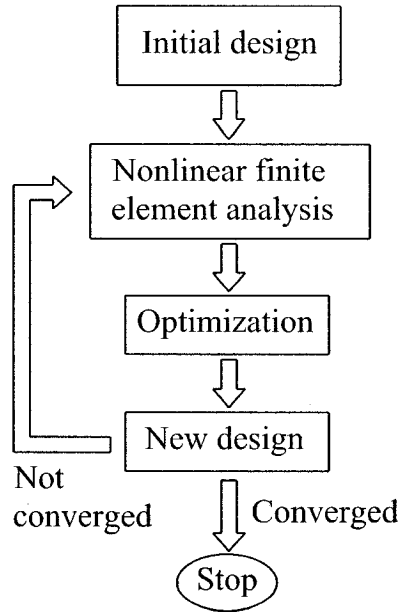 Initial design
Nonlinear finite
element analysis
Optimization
New design
Not
converged
Converged
Stop